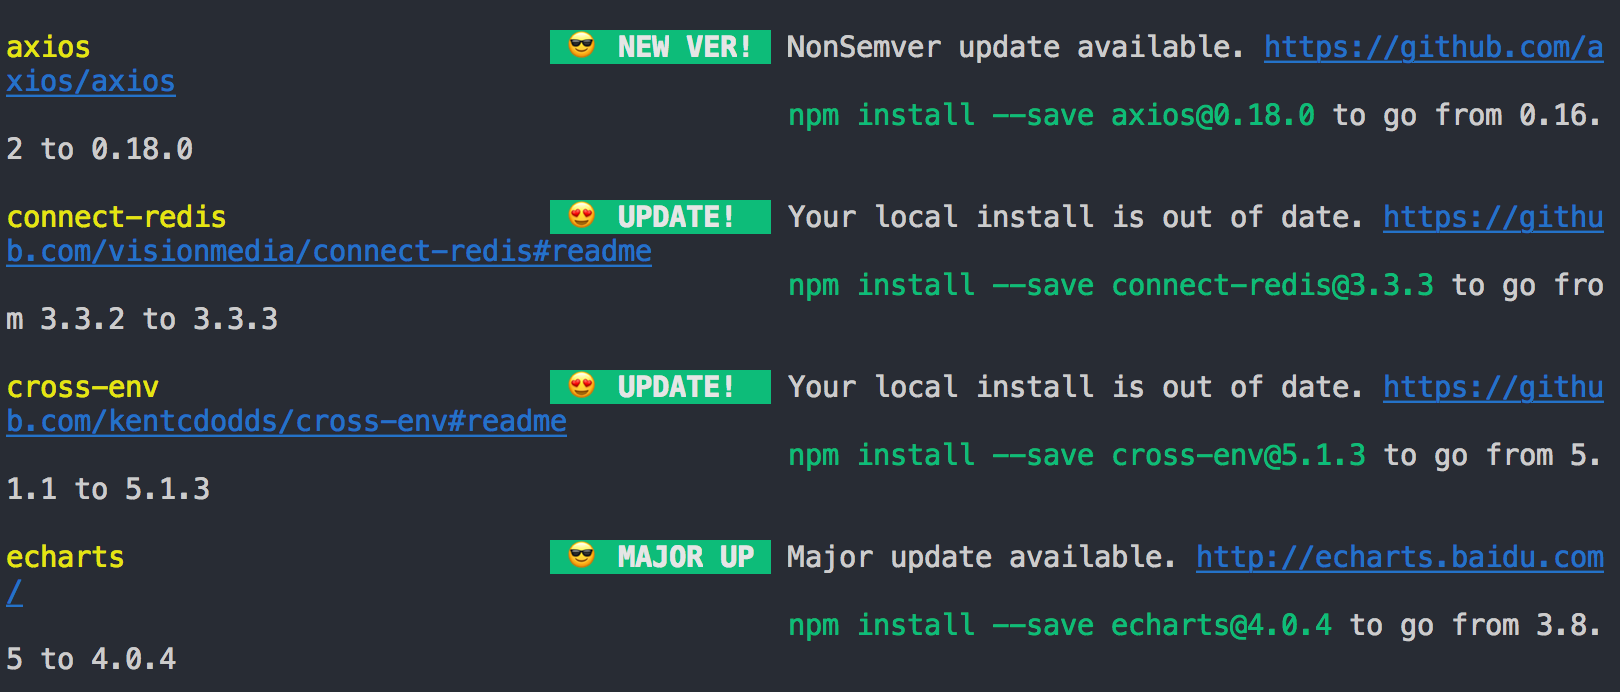 axios 😎 NEW VER! NonSemver update available. https://github.com/a
xios/axios
npm install --save axios@0.18.0 to go from 0.16.
2 to 0.18.0
connect-redis 😍 UPDATE! Your local install is out of date. https://githu
b.com/visionmedia/connect-redis#readme
npm install --save connect-redis@3.3.3 to go fro
m 3.3.2 to 3.3.3
cross-env 😍 UPDATE! Your local install is out of date. https://githu
b.com/kentcdodds/cross-env#readme
npm install --save cross-env@5.1.3 to go from 5.
1.1 to 5.1.3
echarts 😎 MAJOR UP Major update available. http://echarts.baidu.com
/
npm install --save echarts@4.0.4 to go from 3.8.
5 to 4.0.4